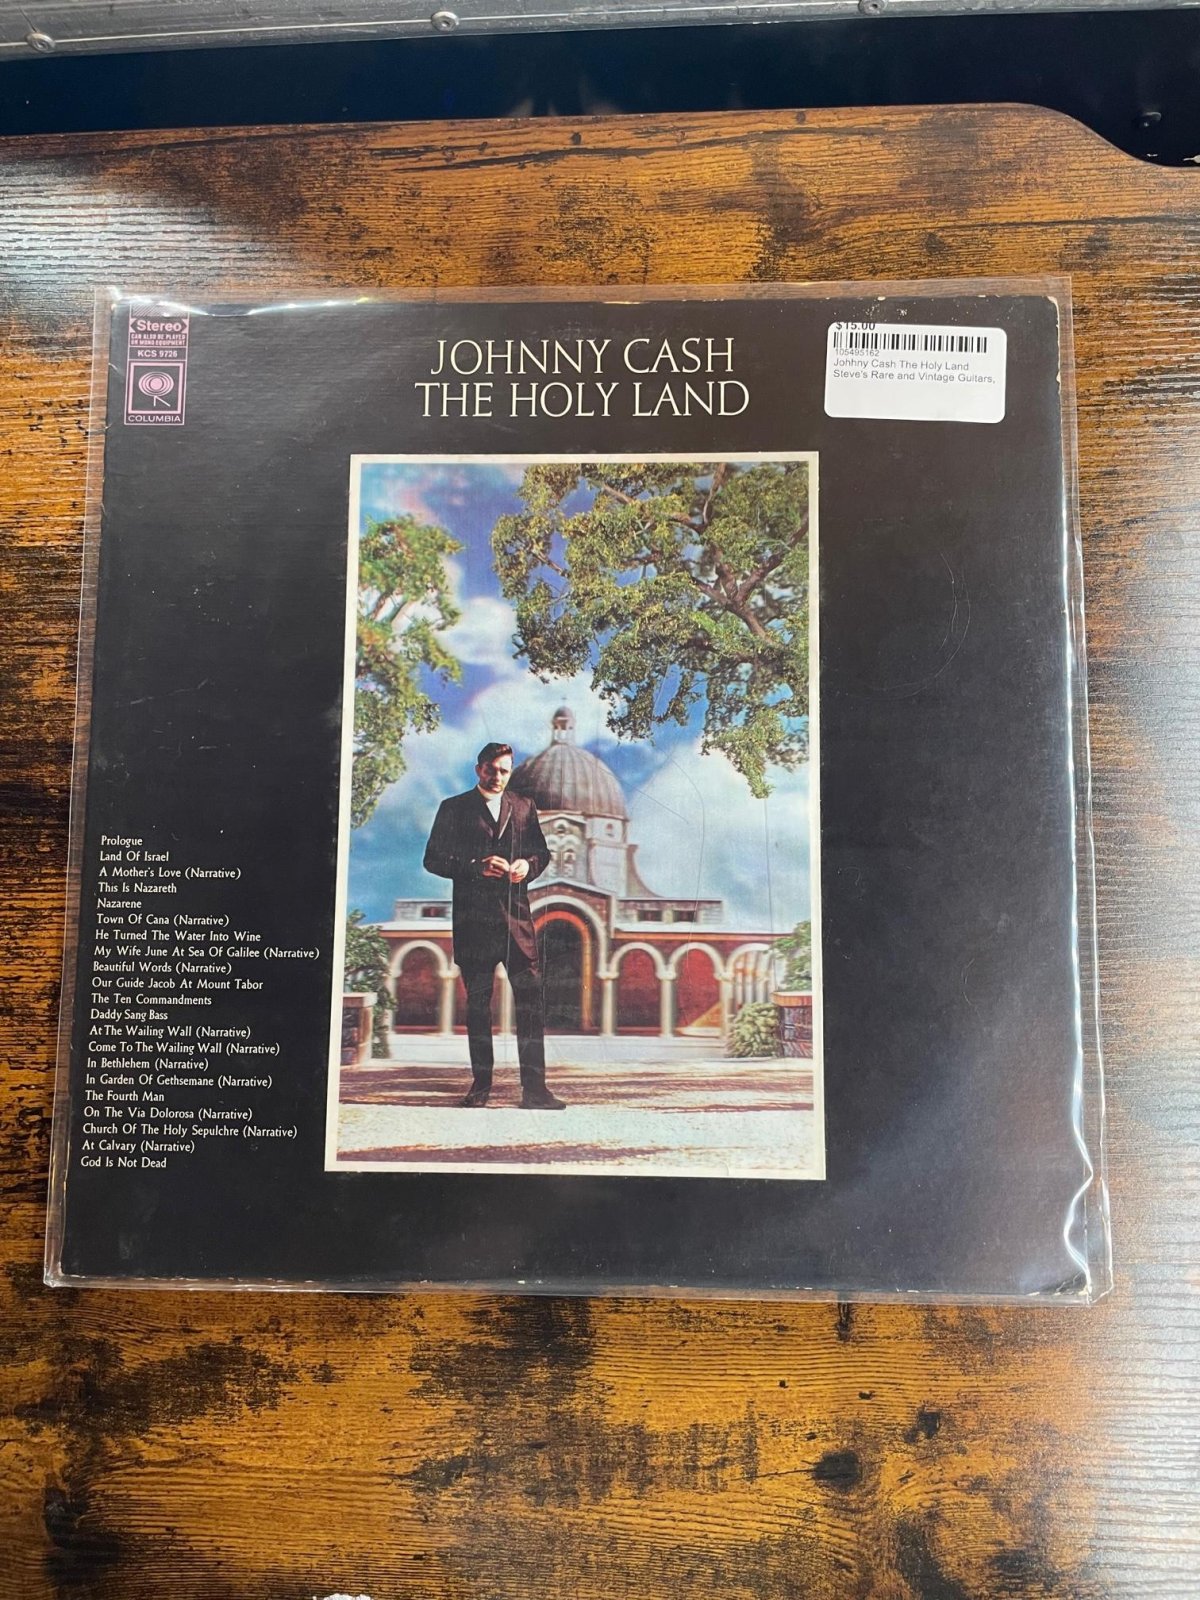 Stereo
CAN ALSO BE PLAYED
ON MONO EQUIPMENT
KCS 9726
COLUMBIA
JOHNNY CASH
THE HOLY LAND
$15.00
105495162
Johhny Cash The Holy Land
Steve's Rare and Vintage Guitars,
Prologue
Land Of Israel
A Mother's Love (Narrative)
This Is Nazareth
Nazarene
Town Of Cana (Narrative)
He Turned The Water Into Wine
My Wife June At Sea Of Galilee (Narrative)
Beautiful Words (Narrative)
Our Guide Jacob At Mount Tabor
The Ten Commandments
Daddy Sang Bass
At The Wailing Wall (Narrative)
Come To The Wailing Wall (Narrative)
In Bethlehem (Narrative)
In Garden Of Gethsemane (Narrative)
The Fourth Man
On The Via Dolorosa (Narrative)
Church Of The Holy Sepulchre (Narrative)
At Calvary (Narrative)
God Is Not Dead